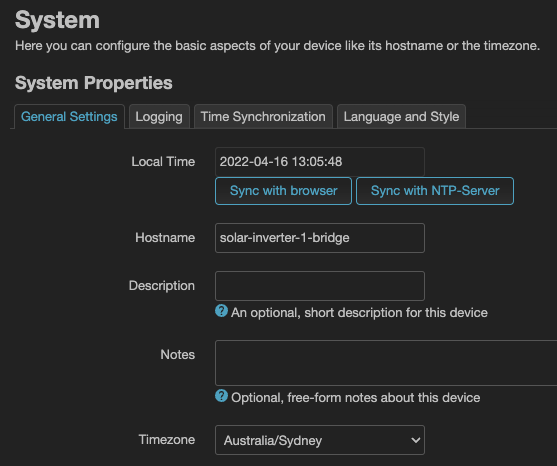 System
Here you can configure the basic aspects of your device like its hostname or the timezone.
System Properties
General Settings Logging Time Synchronization Language and Style
Local Time 2022-04-16 13:05:48
Sync with browser Sync with NTP-Server
Hostname solar-inverter-1-bridge
Description
? An optional, short description for this device
Notes
? Optional, free-form notes about this device
Timezone Australia/Sydney